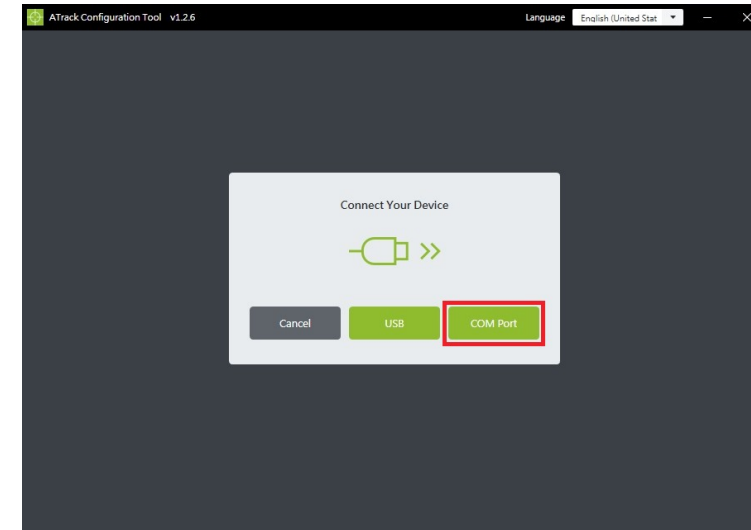 ATrack Configuration Tool v1.2.6 Language English (United Stat
Connect Your Device
Cancel USB COM Port